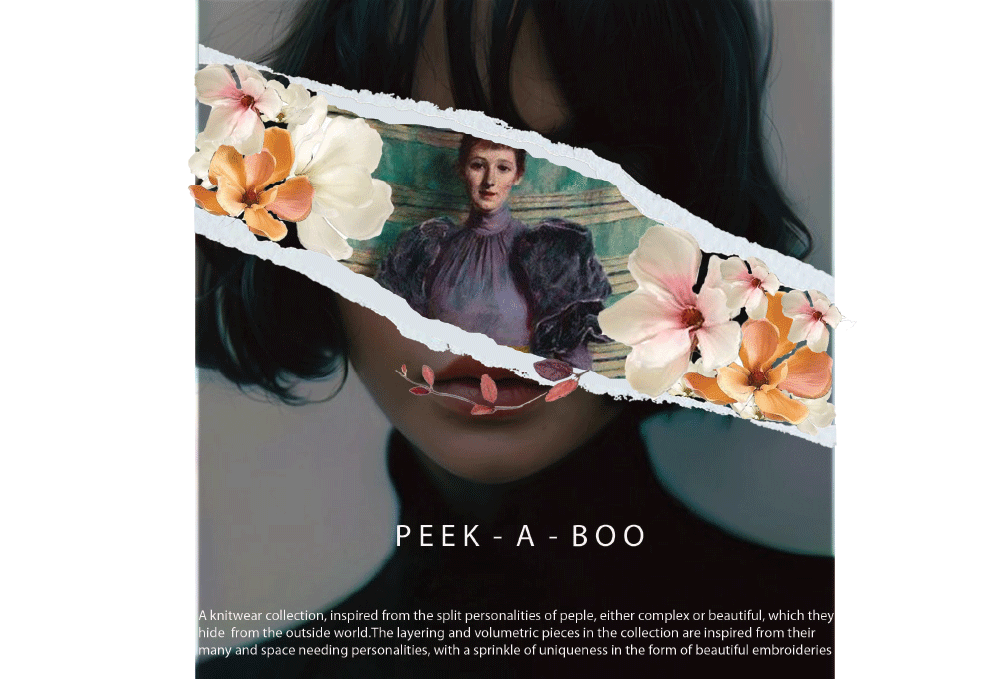 PEEK - A - BOO
A knitwear collection, inspired from the split personalities of peple, either complex or beautiful, which they
hide from the outside world.The layering and volumetric pieces in the collection are inspired from their
many and space needing personalities, with a sprinkle of uniqueness in the form of beautiful embroideries